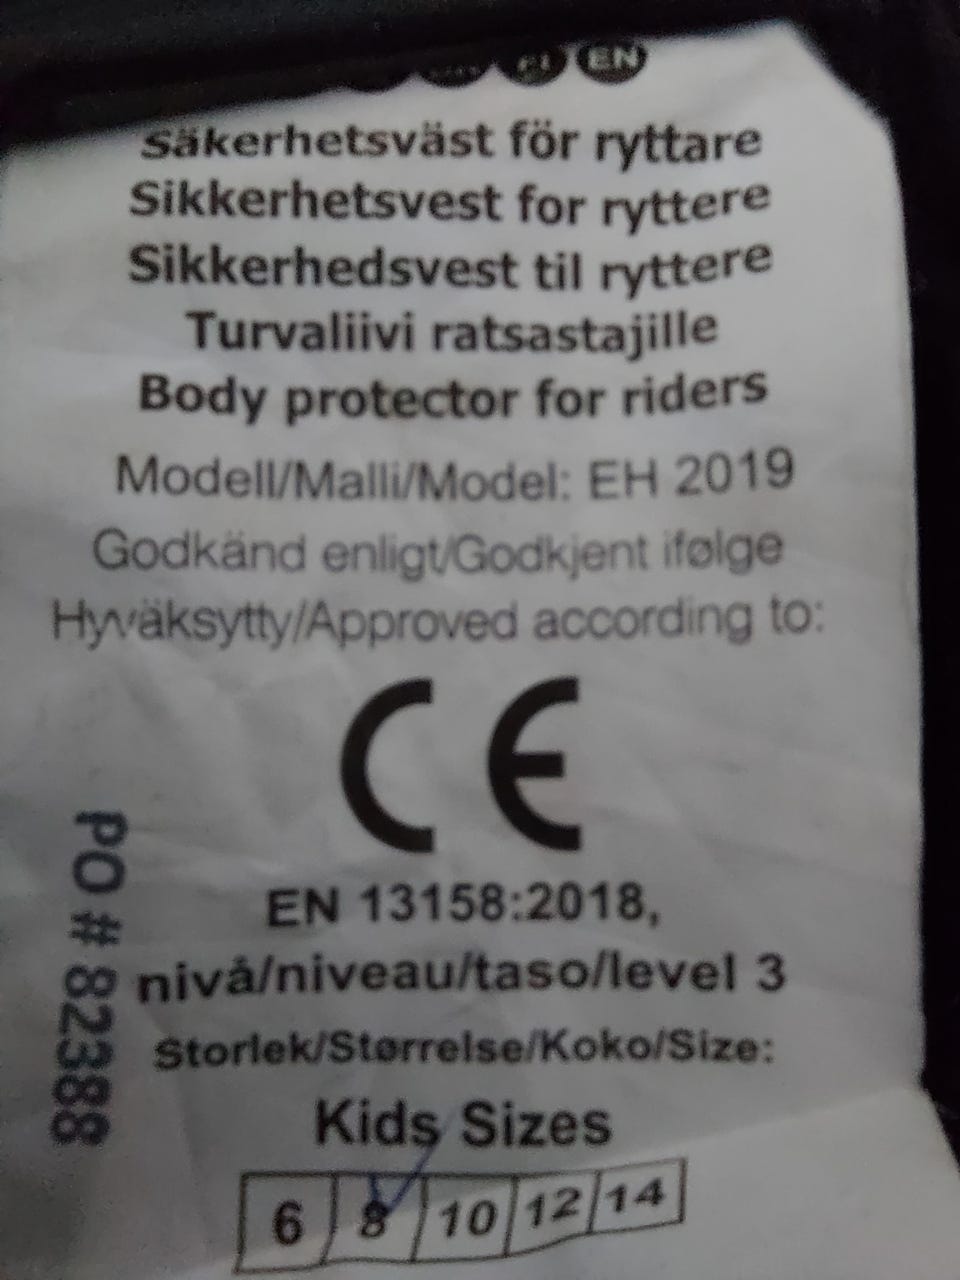 FI EN
Säkerhetsväst för ryttare
Sikkerhetsvest for ryttere
Sikkerhedsvest til ryttere
Turvaliivi ratsastajille
Body protector for riders
Modell/Malli/Model: EH 2019
Godkänd enligt/Godkjent ifølge
Hyväksytty/Approved according to:
CE
EN 13158:2018,
nivå/niveau/taso/level 3
Storlek/Størrelse/Koko/Size:
Kids Sizes
6 8 10 12 14
PO # 82388